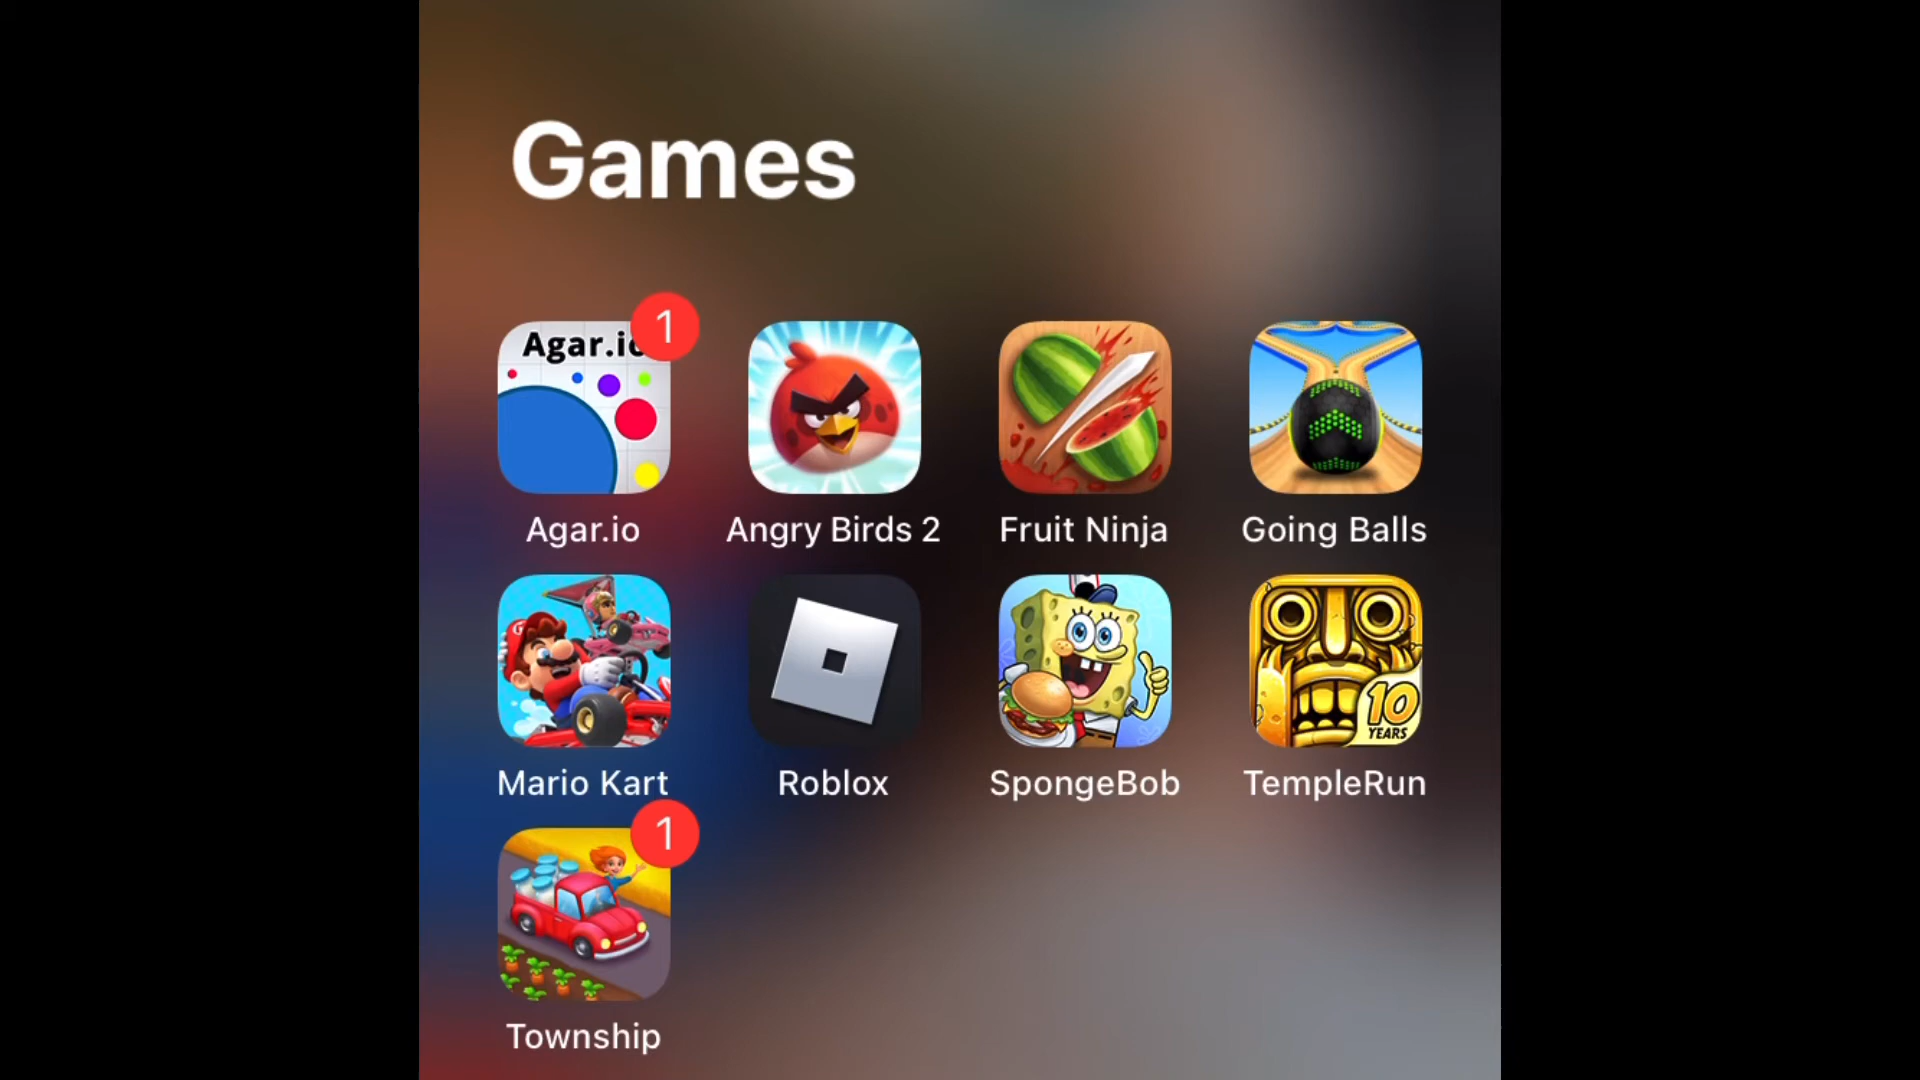 Games
Agar.io
1
Agar.io
Angry Birds 2
Fruit Ninja
Going Balls
10
YEARS
Mario Kart
Roblox
SpongeBob
TempleRun
1
Township